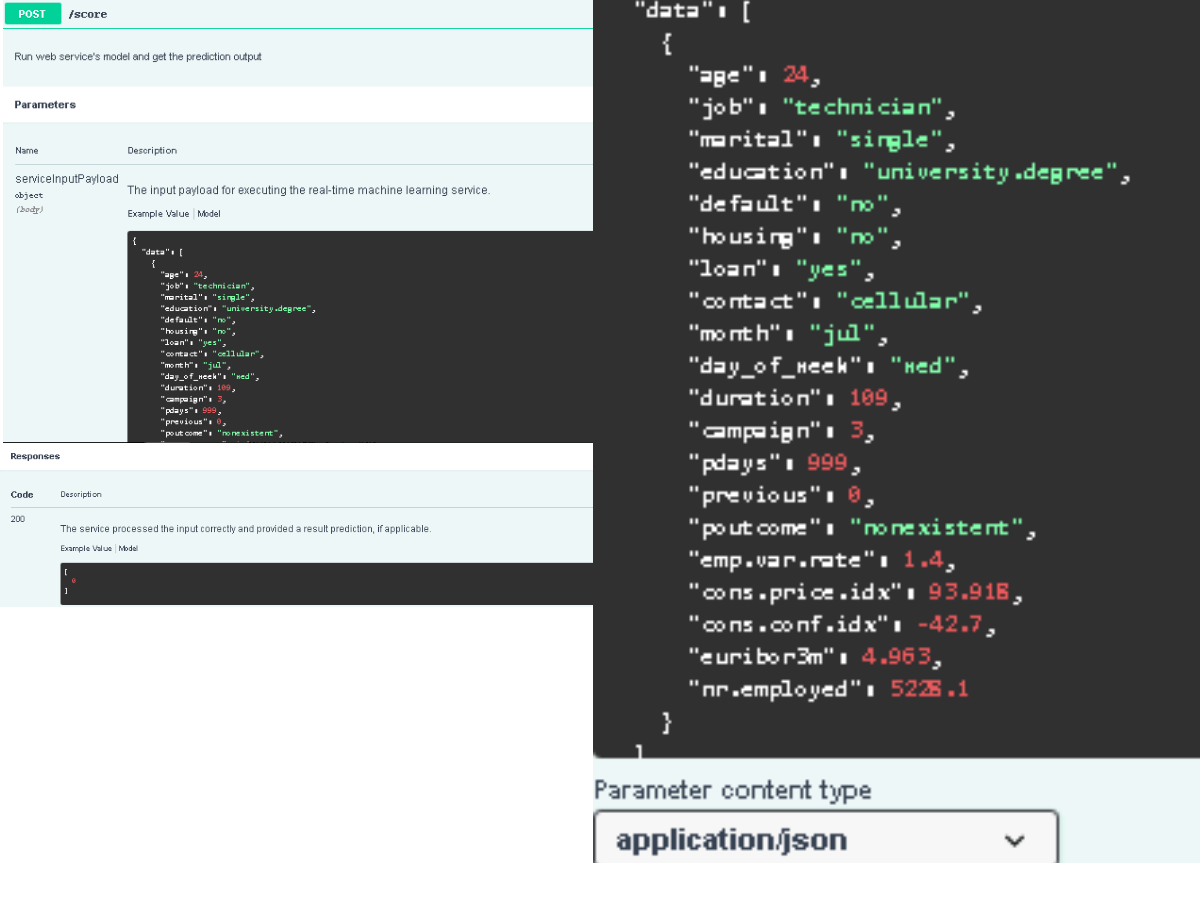 POST /score
Run web service's model and get the prediction output
Parameters
Name Description
serviceInputPayload
object
(body)
The input payload for executing the real-time machine learning service.
Example Value | Model
{
"data": [
{
"age": 24,
"job": "technician",
"marital": "single",
"education": "university.degree",
"default": "no",
"housing": "no",
"loan": "yes",
"contact": "cellular",
"month": "jul",
"day_of_week": "wed",
"duration": 109,
"campaign": 3,
"pdays": 999,
"previous": 0,
"poutcome": "nonexistent",
Responses
Code Description
200
The service processed the input correctly and provided a result prediction, if applicable.
Example Value | Model
[
0
]
"data": [
{
"age": 24,
"job": "technician",
"marital": "single",
"education": "university.degree",
"default": "no",
"housing": "no",
"loan": "yes",
"contact": "cellular",
"month": "jul",
"day_of_week": "wed",
"duration": 109,
"campaign": 3,
"pdays": 999,
"previous": 0,
"poutcome": "nonexistent",
"emp.var.rate": 1.4,
"cons.price.idx": 93.918,
"cons.conf.idx": -42.7,
"euribor3m": 4.963,
"nr.employed": 5228.1
}
]
Parameter content type
application/json